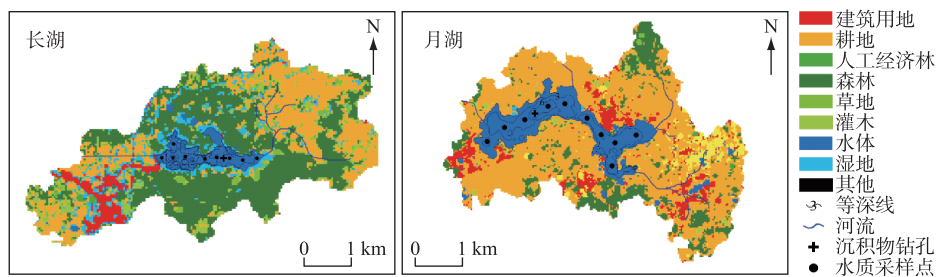 长湖
N
0 1 km
月湖
N
0 1 km
建筑用地
耕地
人工经济林
森林
草地
灌木
水体
湿地
其他
等深线
河流
沉积物钻孔
水质采样点